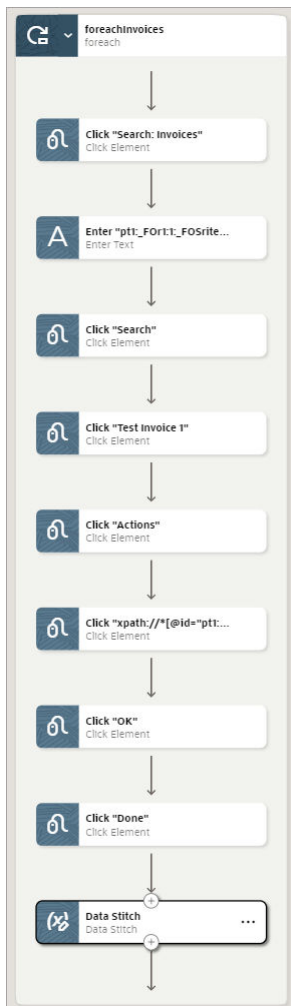 foreachInvoices
foreach
Click "Search: Invoices"
Click Element
Enter "pt1:_FOr1:1:_FOSrite...
Enter Text
Click "Search"
Click Element
Click "Test Invoice 1"
Click Element
Click "Actions"
Click Element
Click "xpath://*[@id="pt1:...
Click Element
Click "OK"
Click Element
Click "Done"
Click Element
Data Stitch
Data Stitch